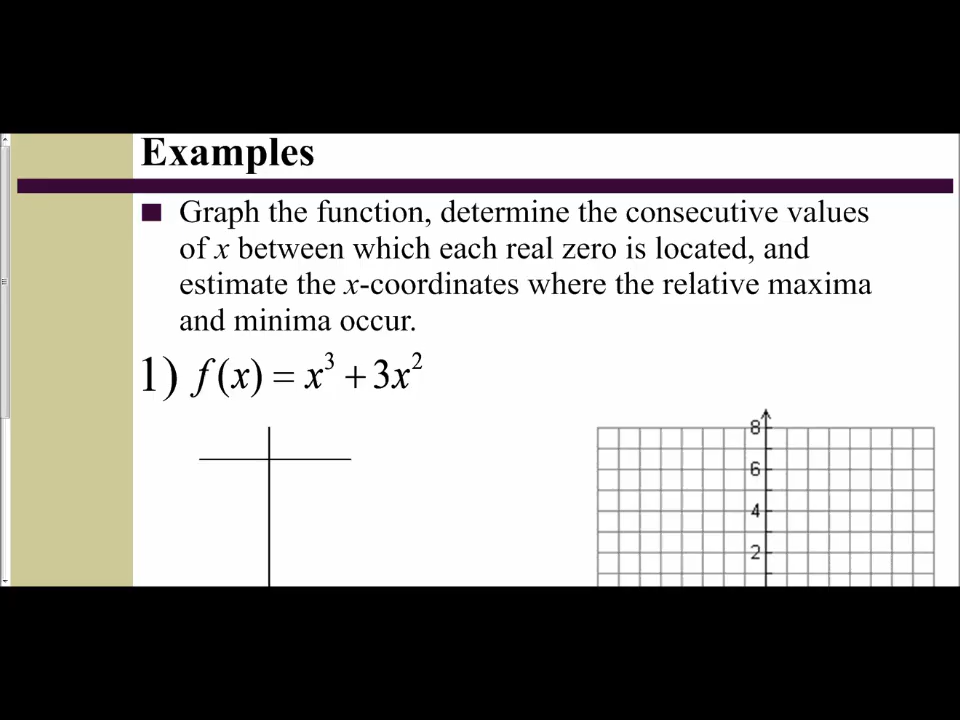 Examples
Graph the function, determine the consecutive values
of x between which each real zero is located, and
estimate the x-coordinates where the relative maxima
and minima occur.
1) f(x) = x³ + 3x²
8
6
4
2